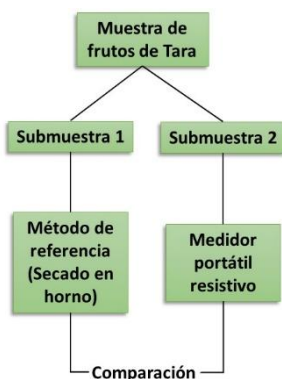 Muestra de
frutos de Tara
Submuestra 1
Submuestra 2
Método de
referencia
(Secado en
horno)
Medidor
portátil
resistivo
Comparación